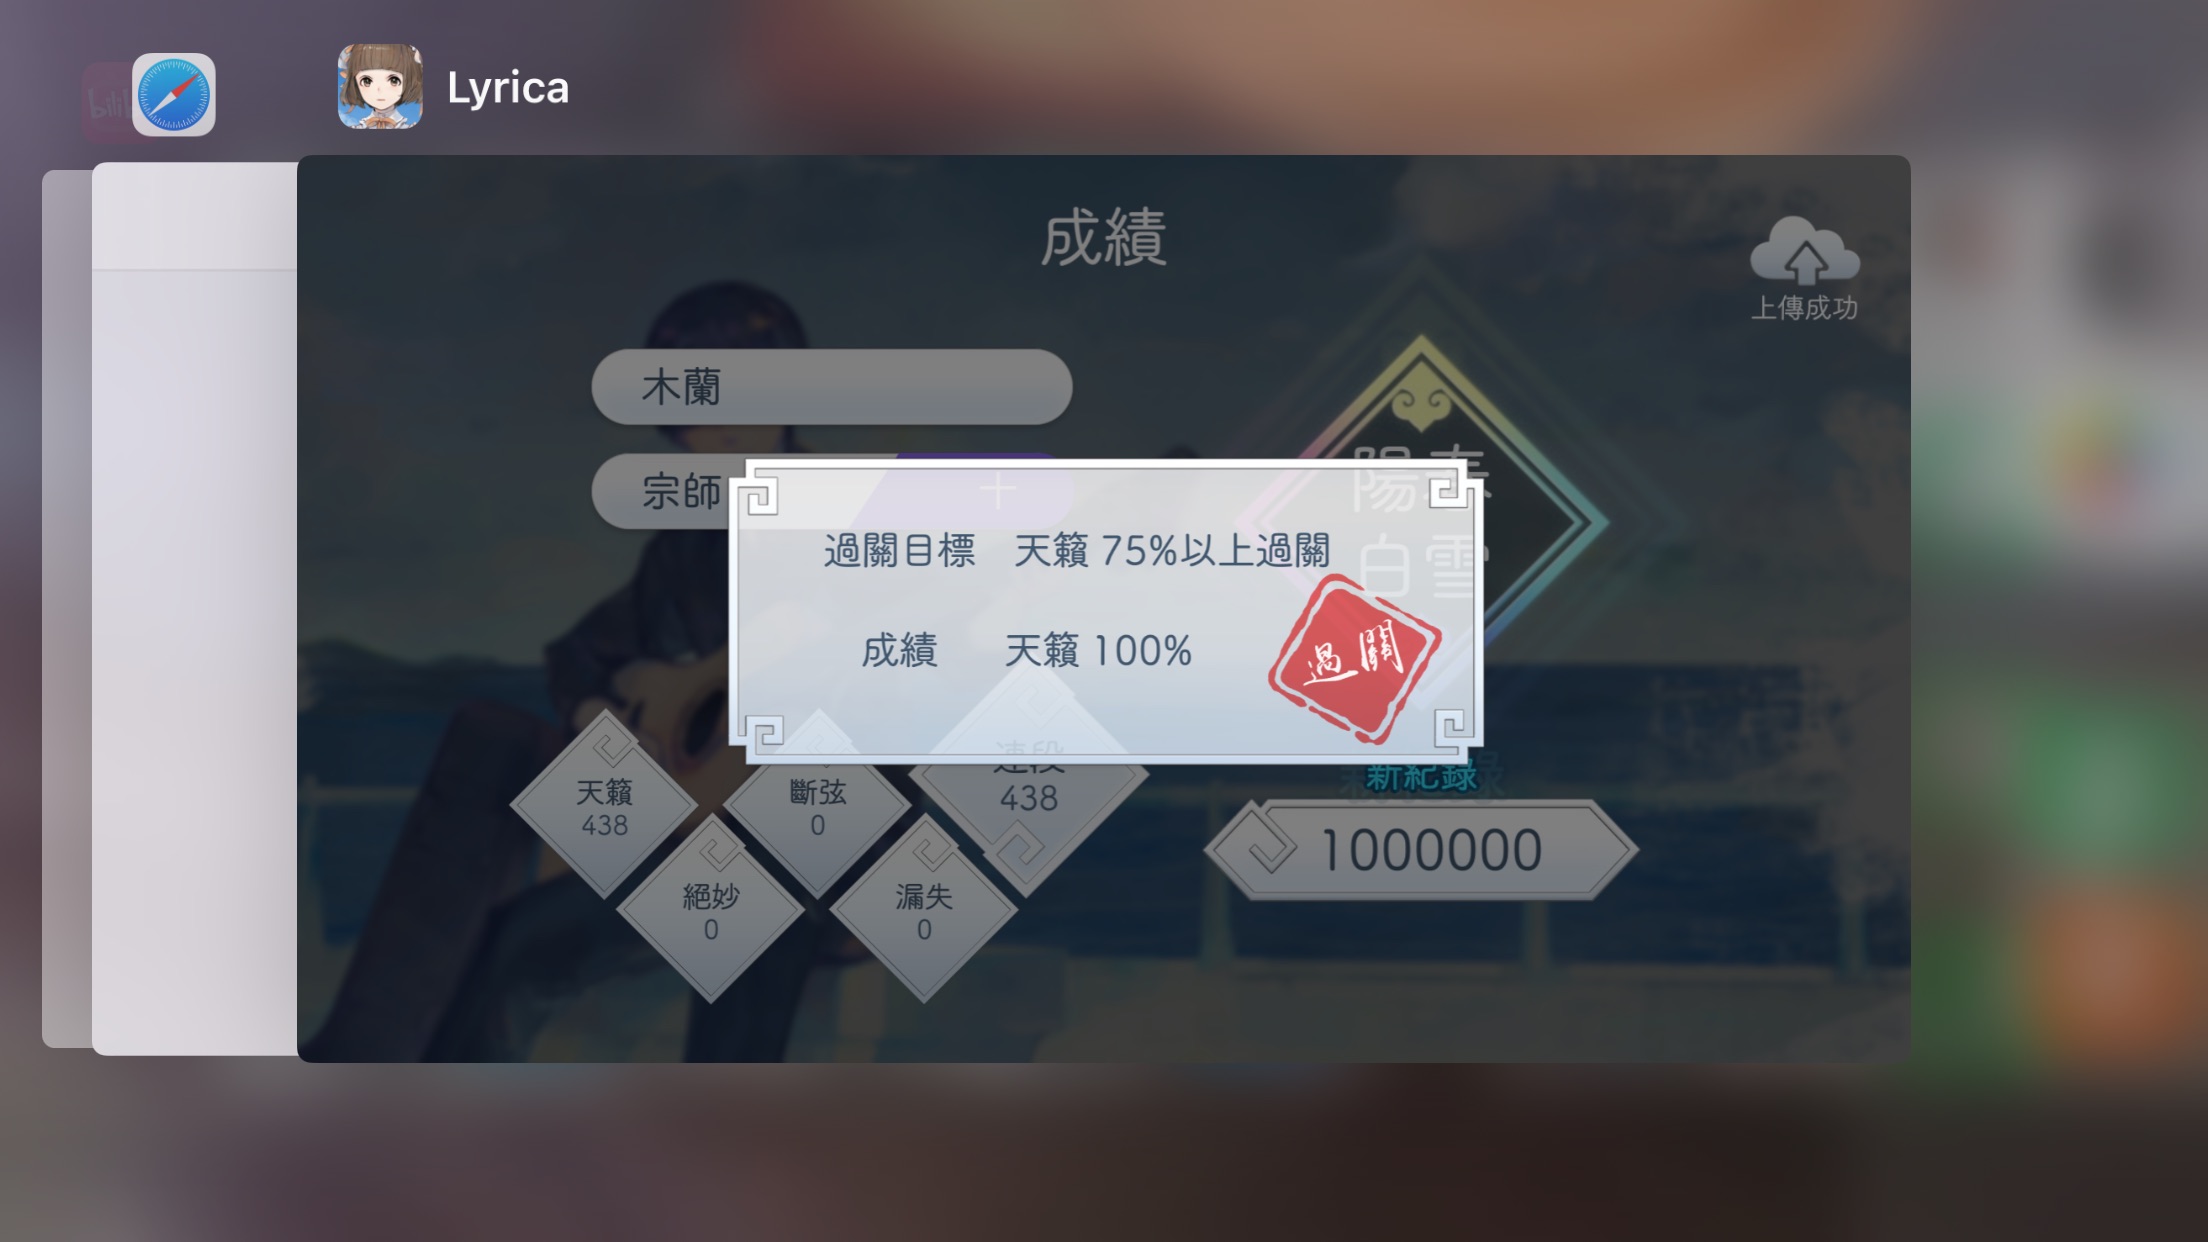 Lyrica
成績
上傳成功
木蘭
宗師 +
陽春
白雪
過關目標 天籟 75%以上過關
成績 天籟 100%
過關
連段
438
天籟
438
斷弦
0
絕妙
0
漏失
0
新紀錄
1000000